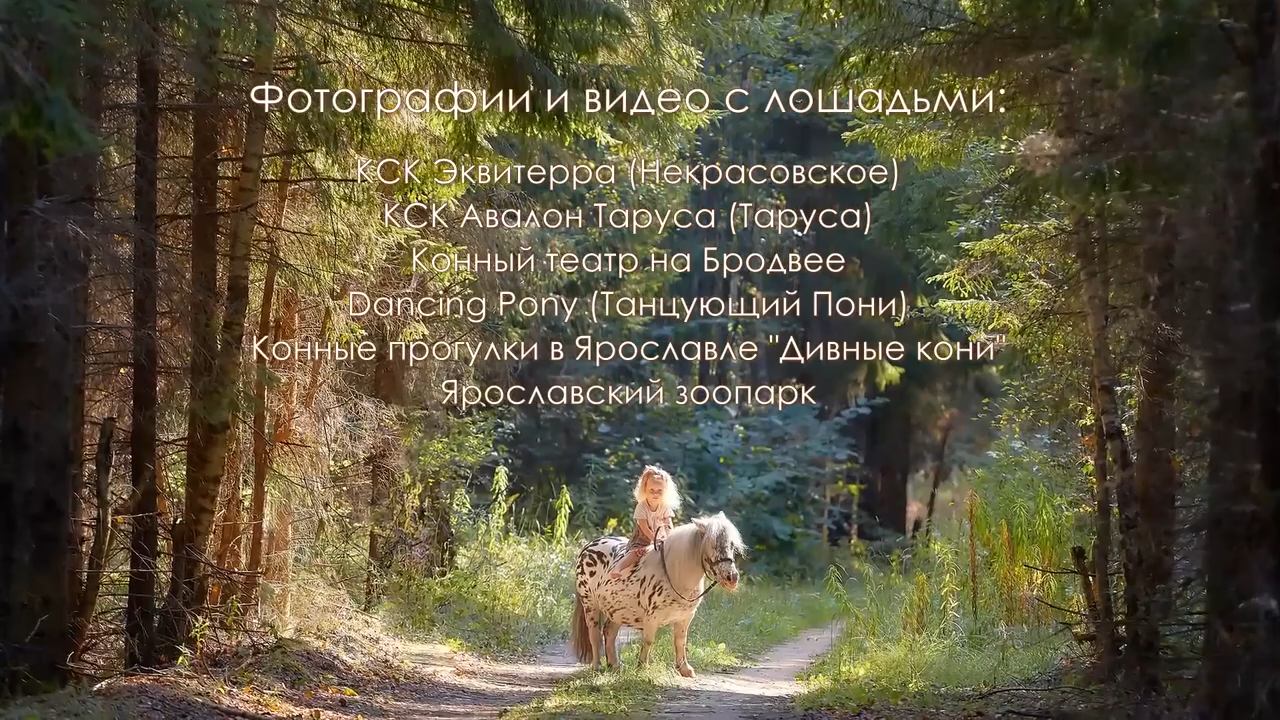 Фотографии и видео с лошадьми:
КСК Эквитерра (Некрасовское)
КСК Авалон Таруса (Таруса)
Конный театр на Бродвее
Dancing Pony (Танцующий Пони)
Конные прогулки в Ярославле "Дивные кони"
Ярославский зоопарк